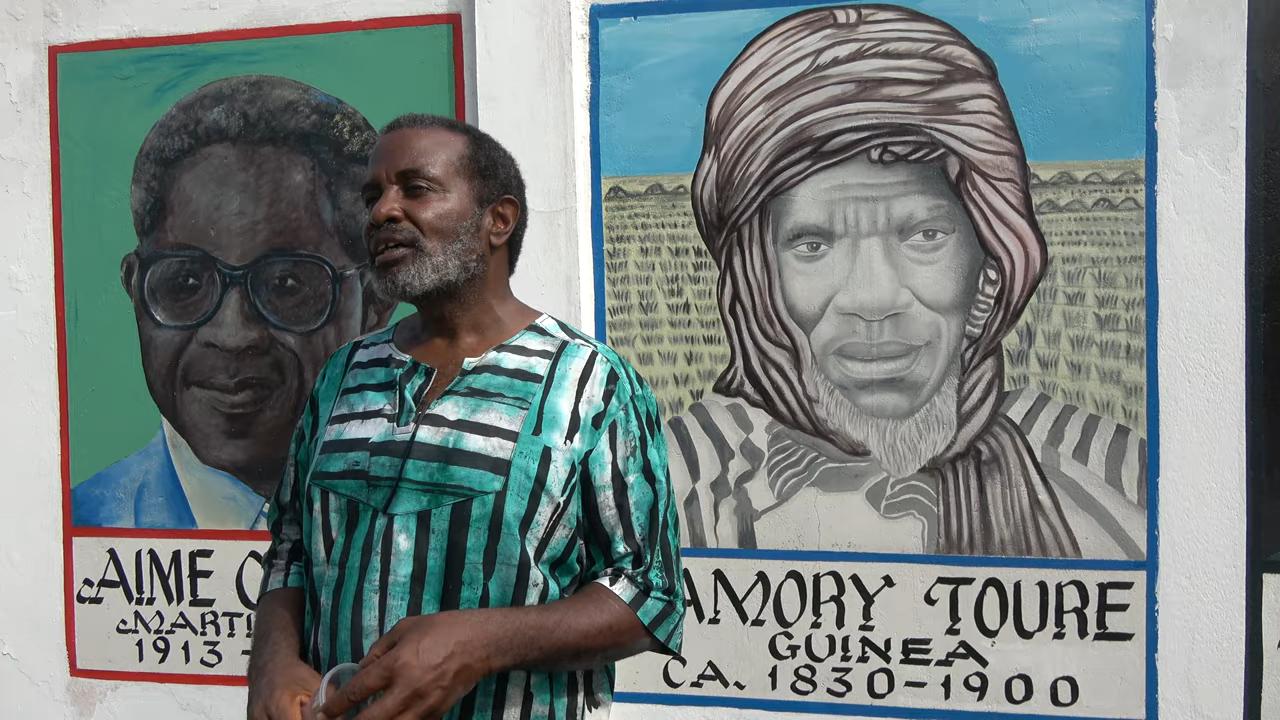 AIME
MARTI
1913 -
AMORY TOURE
GUINEA
CA. 1830-1900